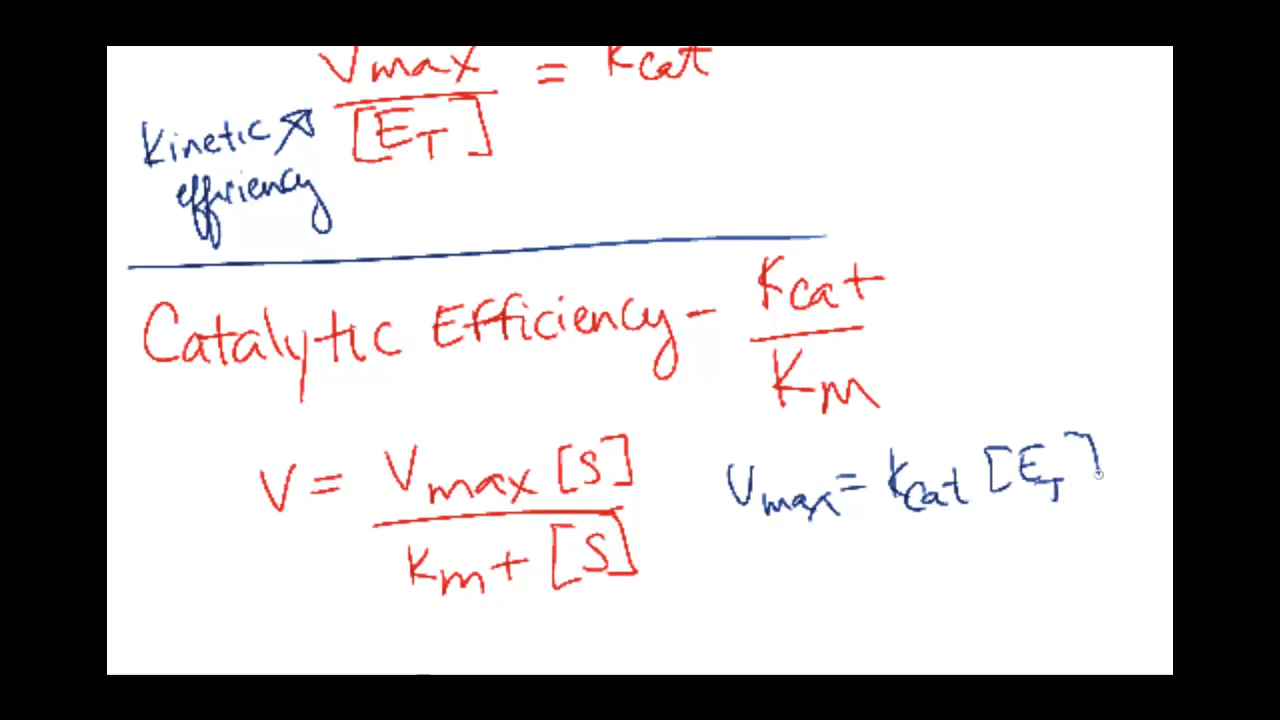 Vmax = Kcat
[ET]
Kinetic
efficiency
Catalytic Efficiency - Kcat
Km
V = Vmax [S]
Km + [S]
Vmax = Kcat [ET]